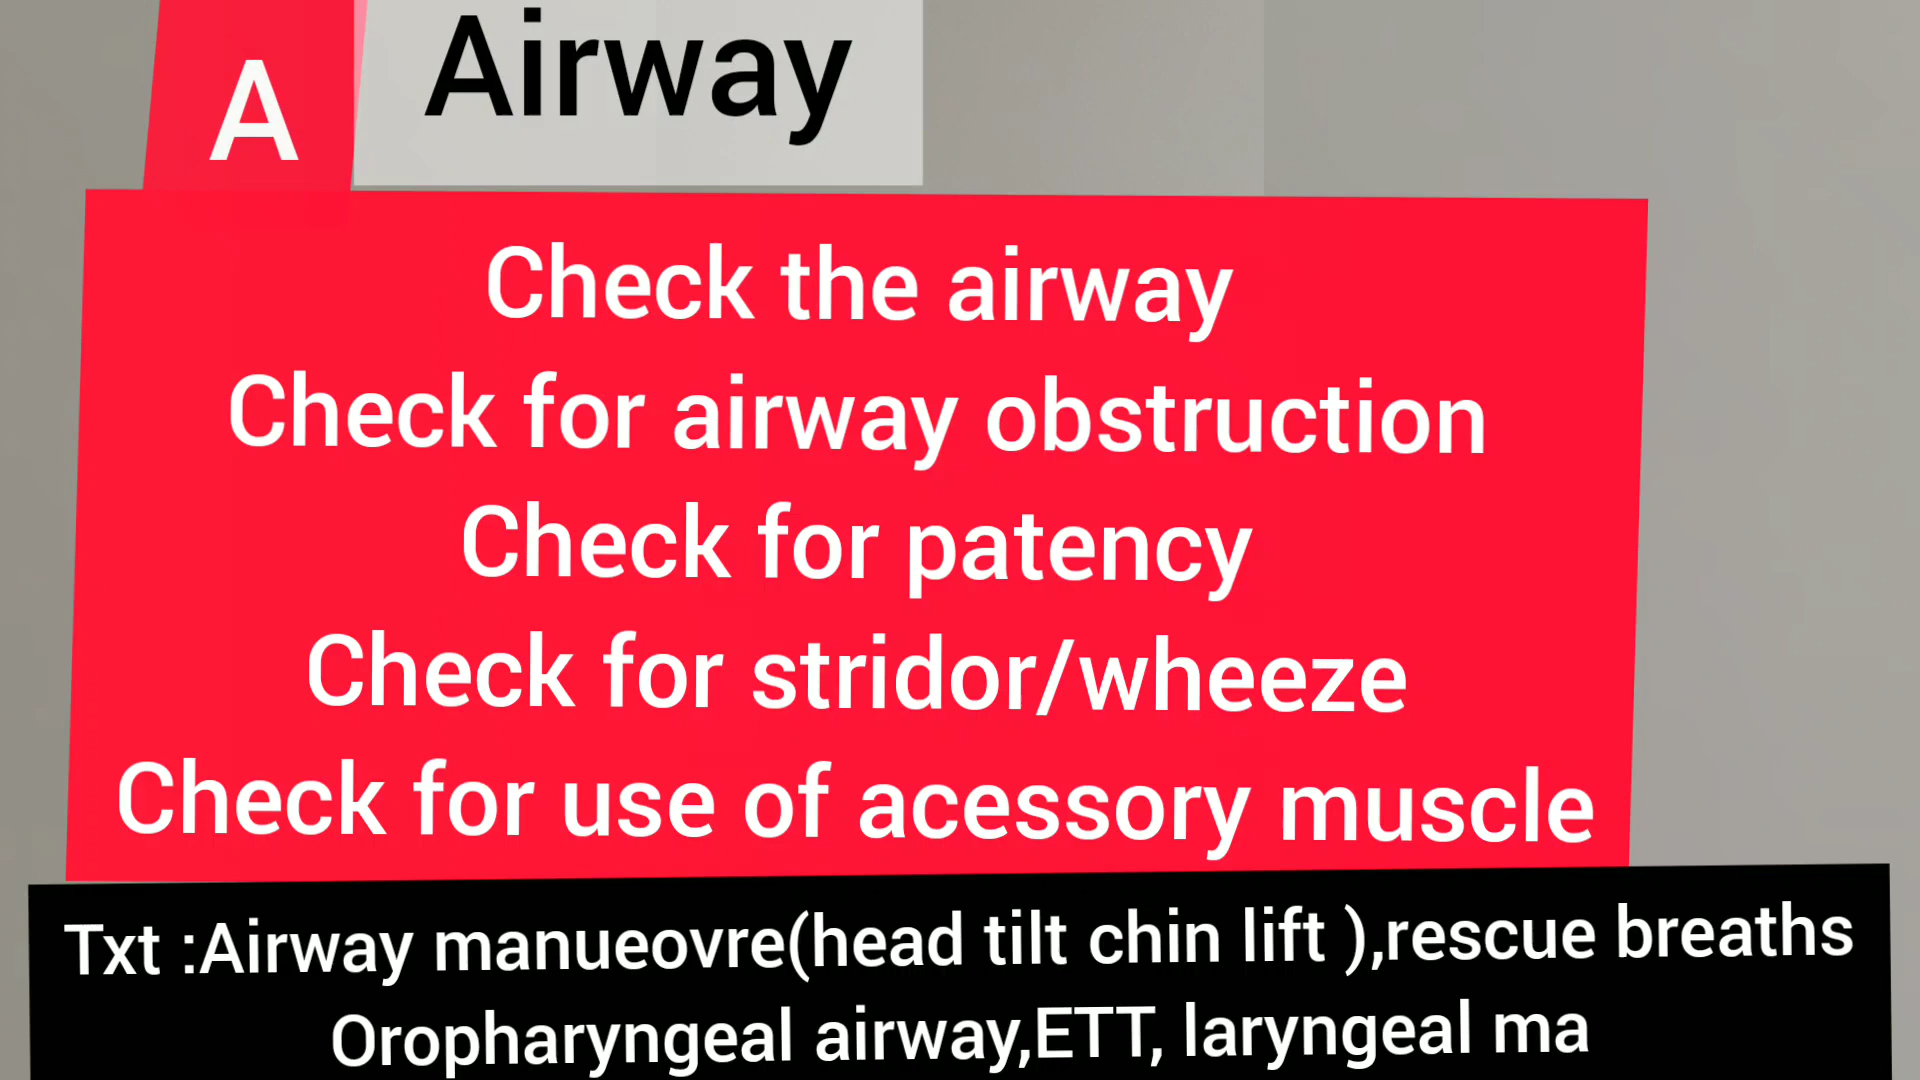 A Airway
Check the airway
Check for airway obstruction
Check for patency
Check for stridor/wheeze
Check for use of acessory muscle
Txt :Airway manueovre(head tilt chin lift ),rescue breaths
Oropharyngeal airway,ETT, laryngeal ma